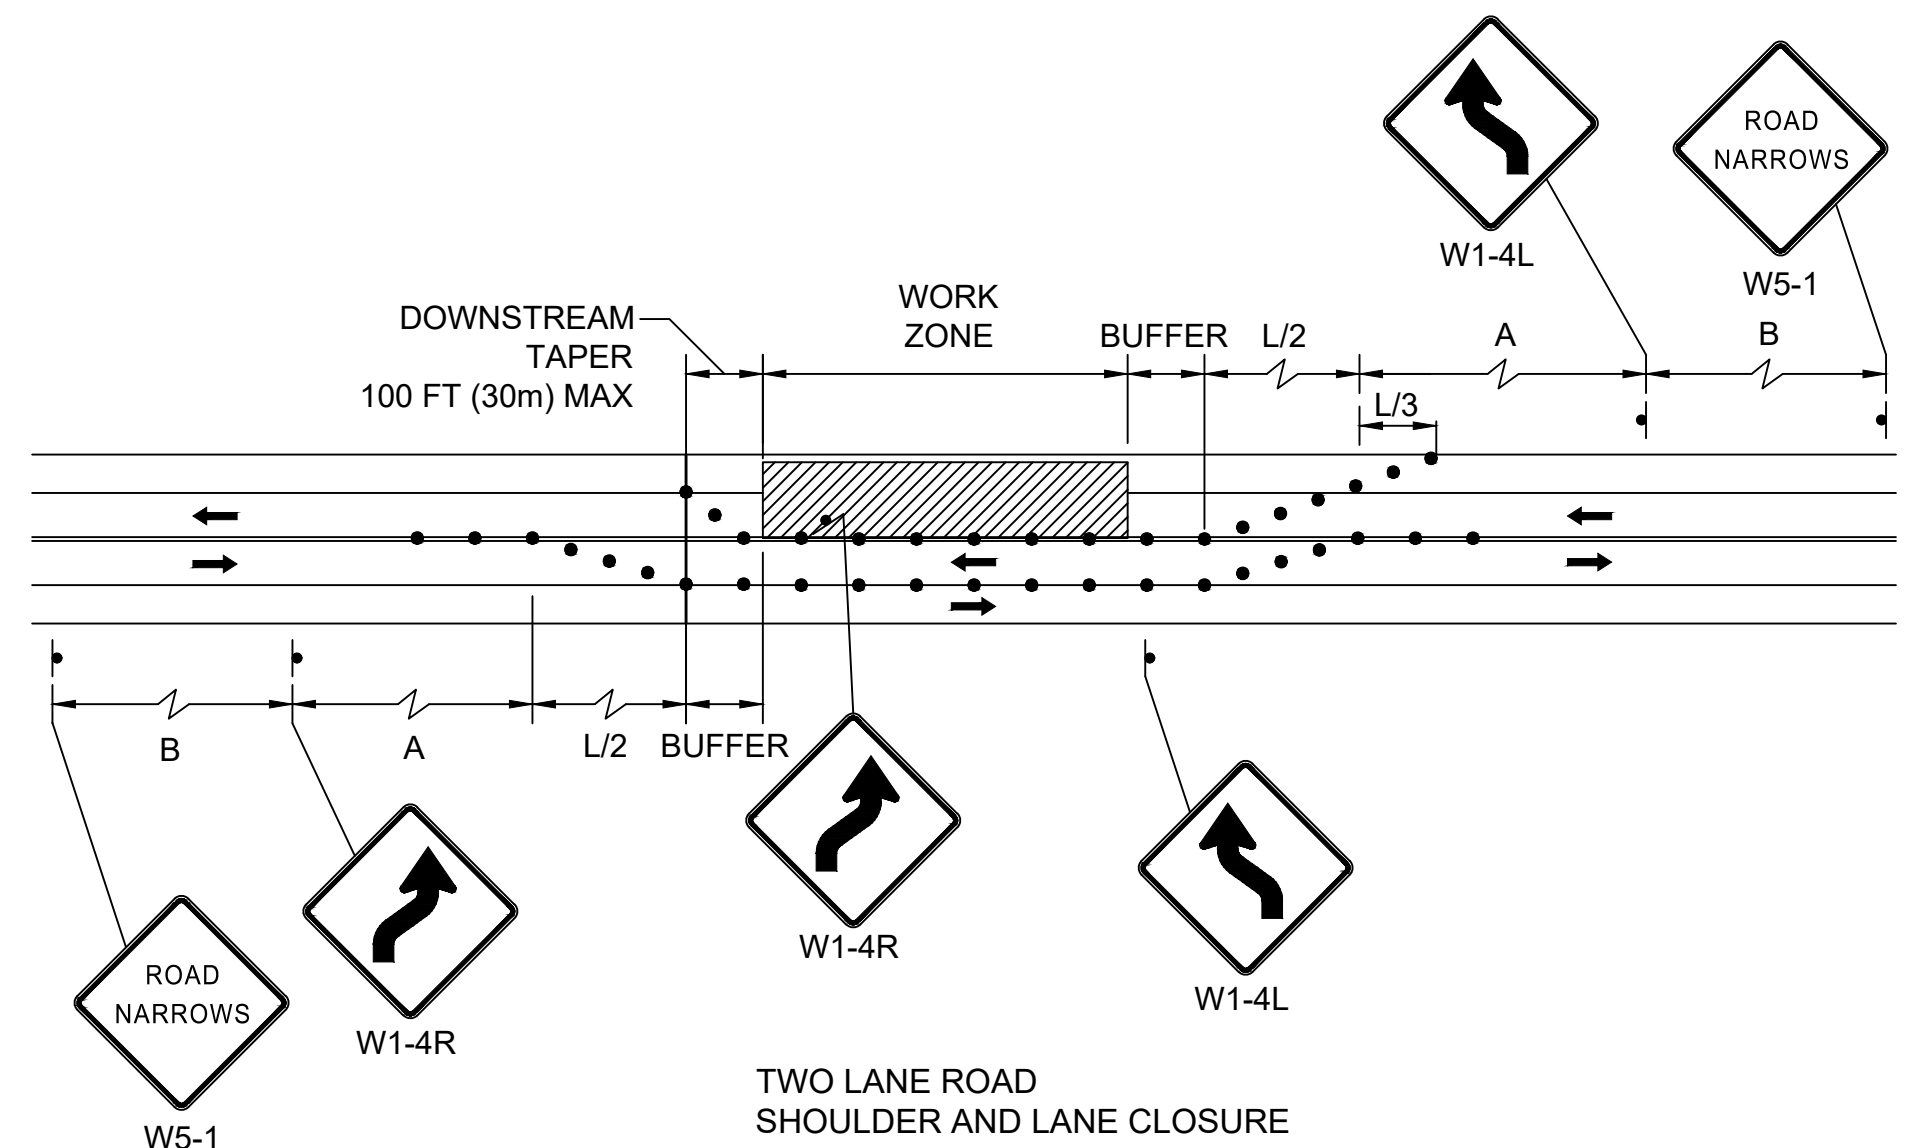 ROAD
NARROWS
W1-4L
W5-1
DOWNSTREAM
TAPER
100 FT (30m) MAX
WORK
ZONE
BUFFER
L/2
A
B
L/3
B
A
L/2
BUFFER
W1-4R
W1-4L
ROAD
NARROWS
W1-4R
W5-1
TWO LANE ROAD
SHOULDER AND LANE CLOSURE